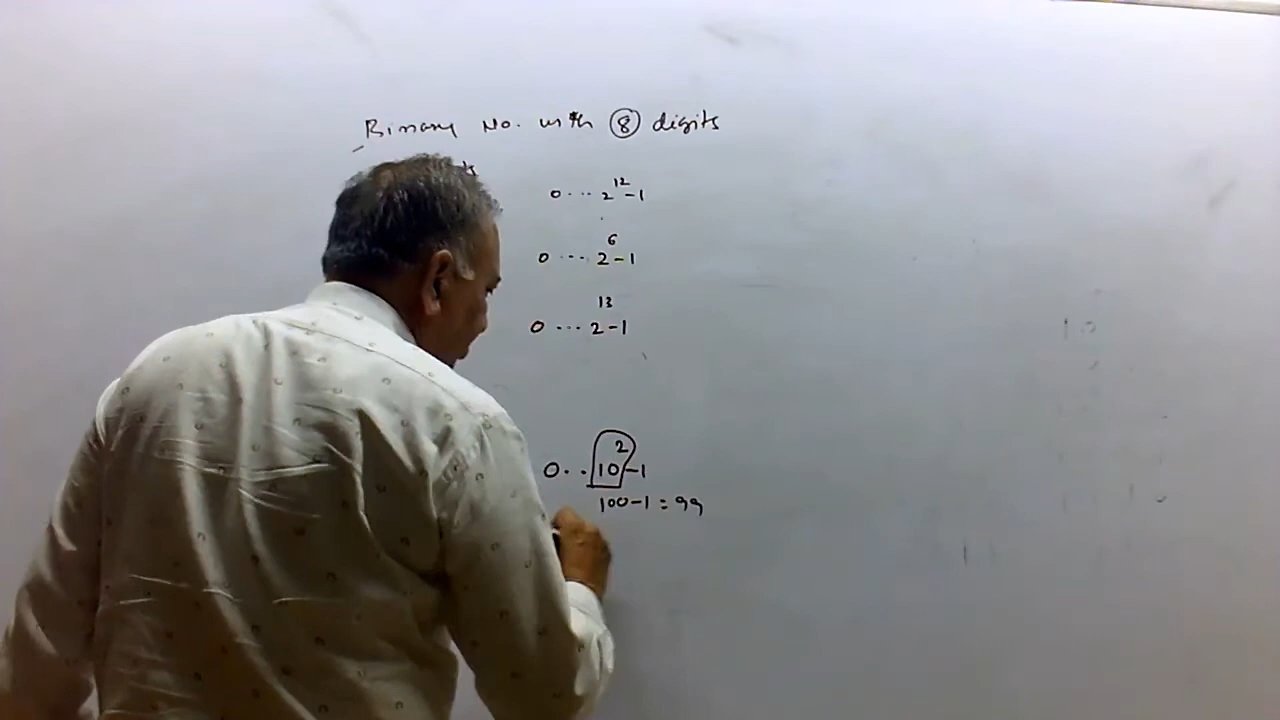 Binary No. with 8 digits
0 ... 2^12 -1
0 ... 2^6 -1
0 ... 2^13 -1
0 .. 10^2 -1
100-1 = 99